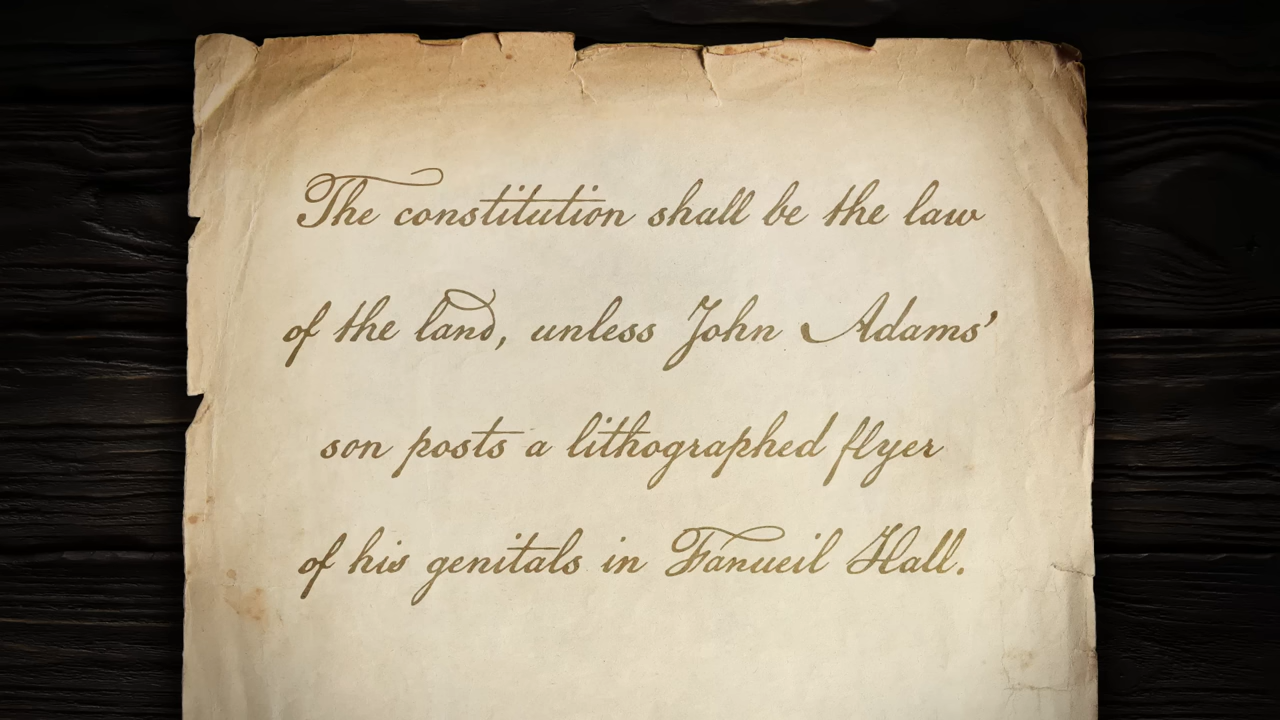 The constitution shall be the law
of the land, unless John Adams'
son posts a lithographed flyer
of his genitals in Fanueil Hall.